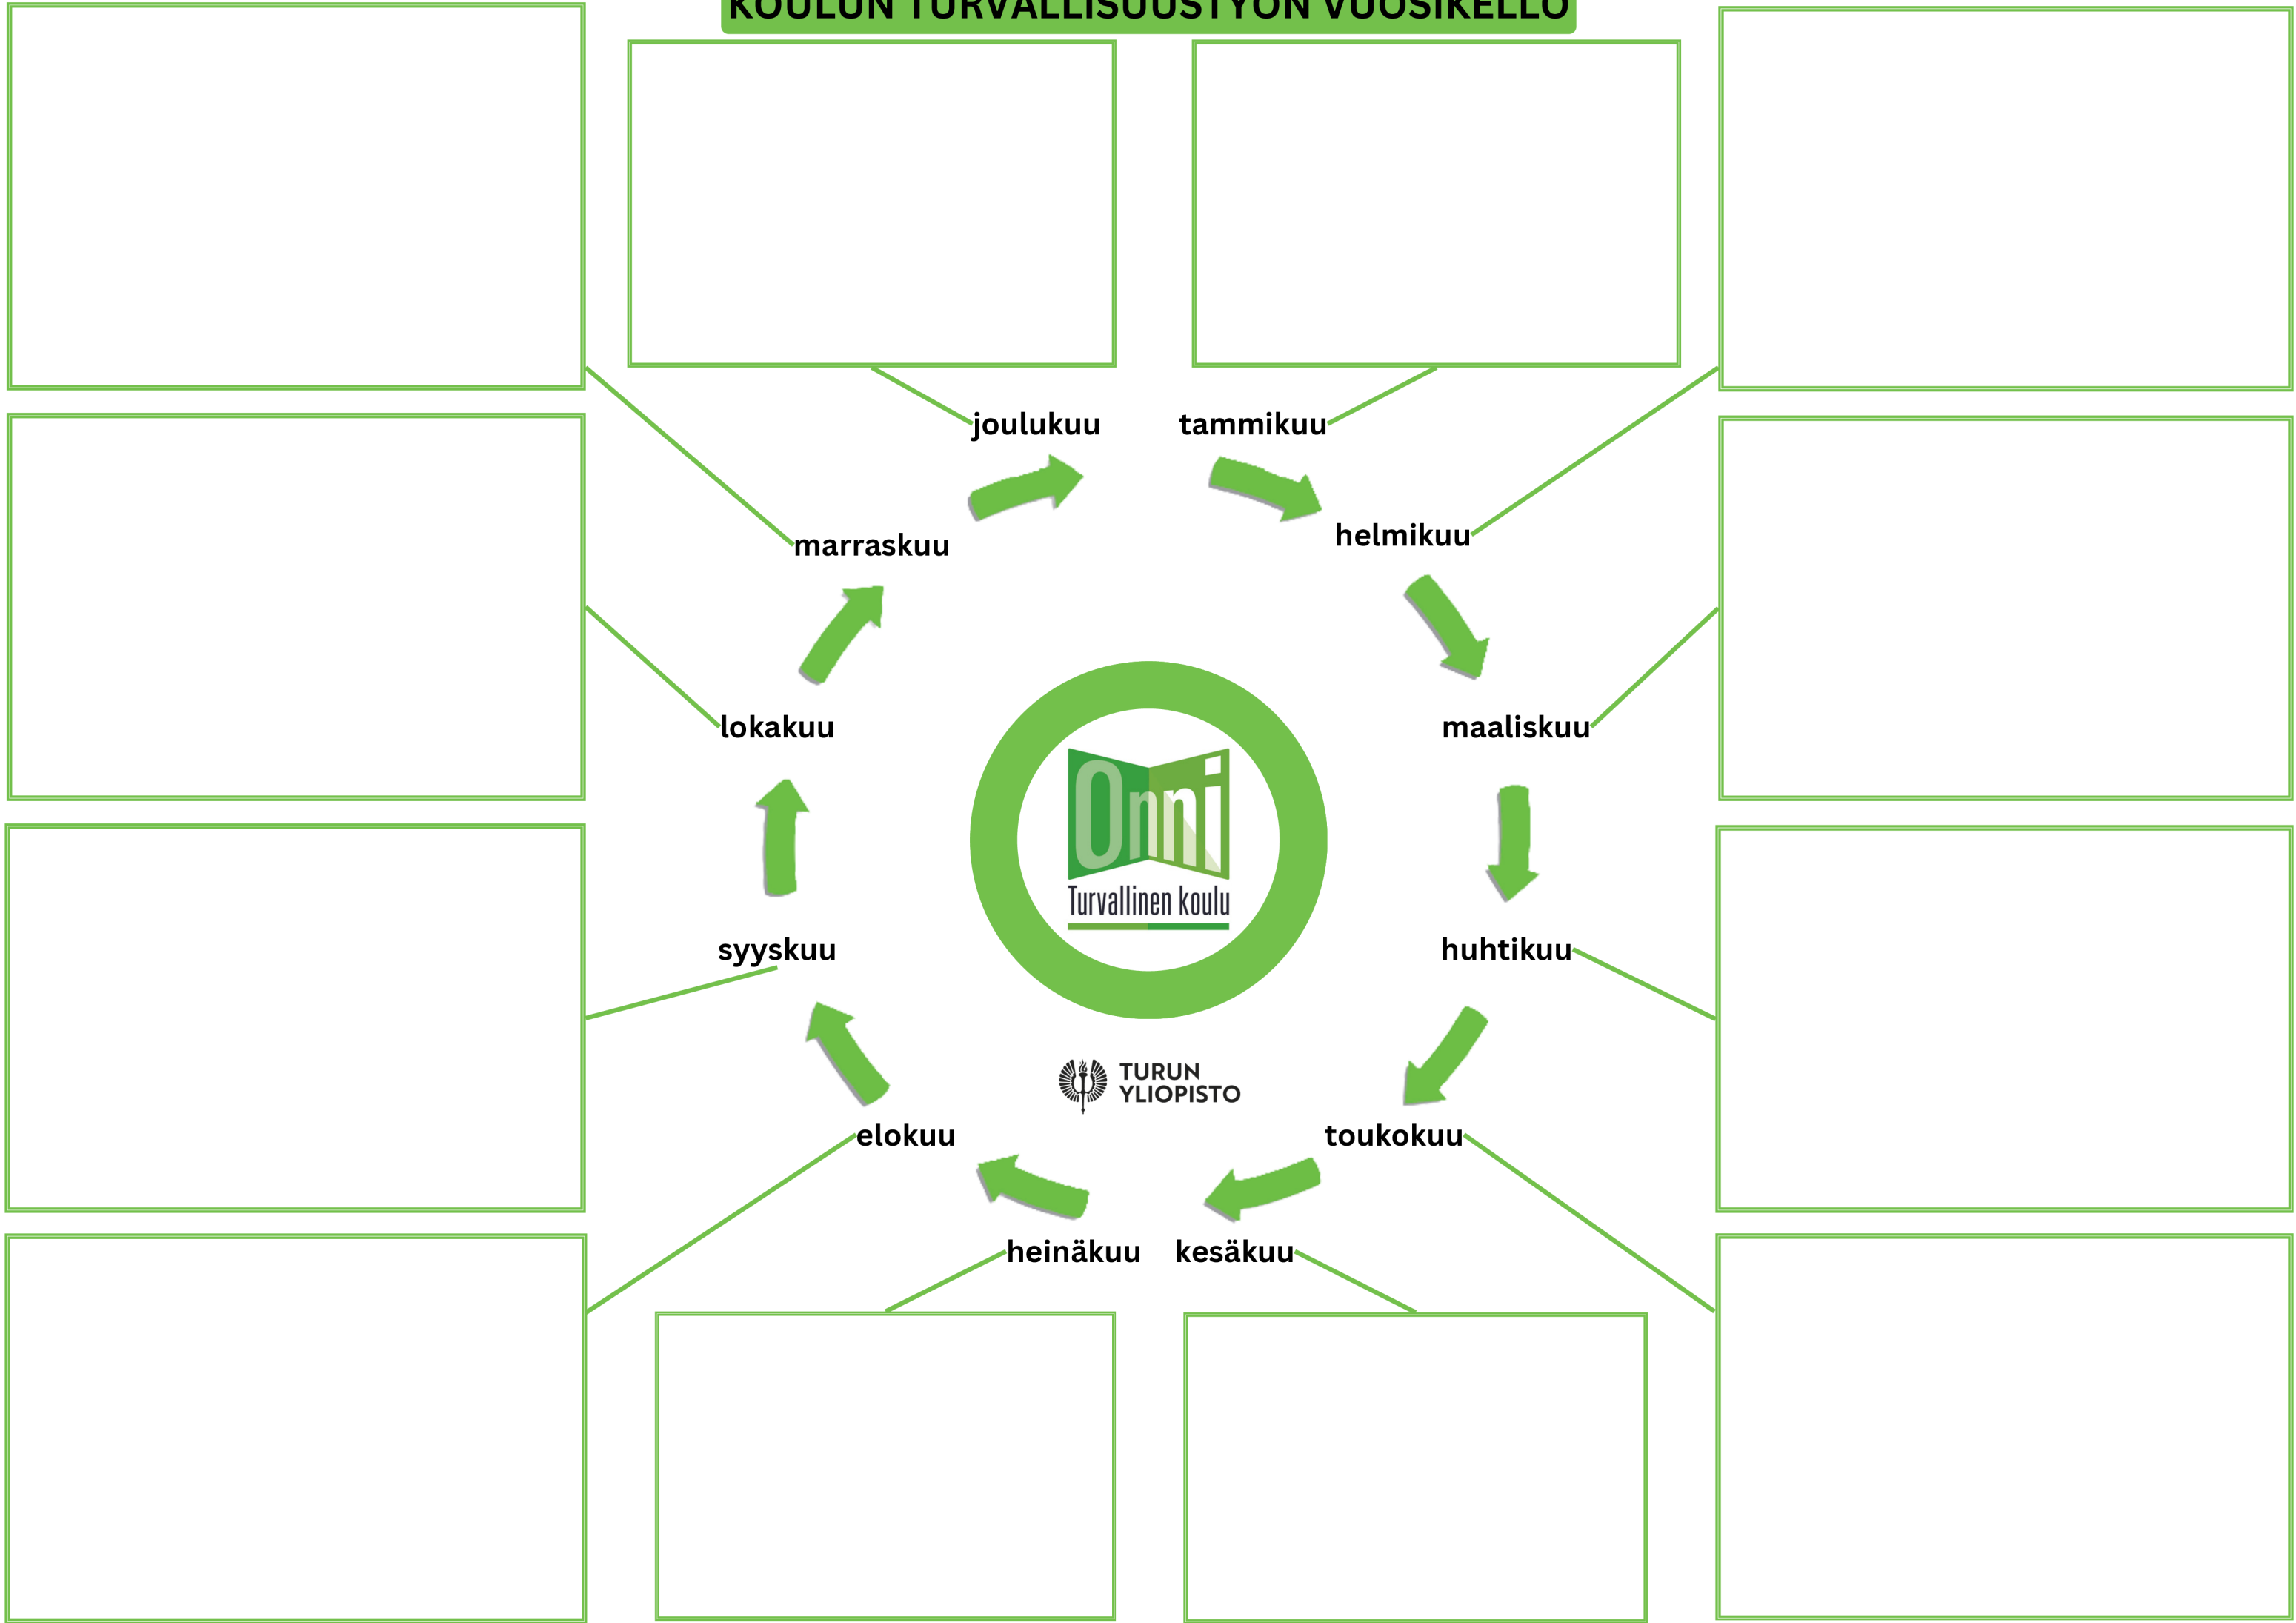 KOULUN TURVALLISUUSTYÖN VUOSIKELLO
joulukuu
tammikuu
marraskuu
helmikuu
lokakuu
maaliskuu
Onni
Turvallinen koulu
syyskuu
huhtikuu
TURUN
YLIOPISTO
elokuu
toukokuu
heinäkuu
kesäkuu